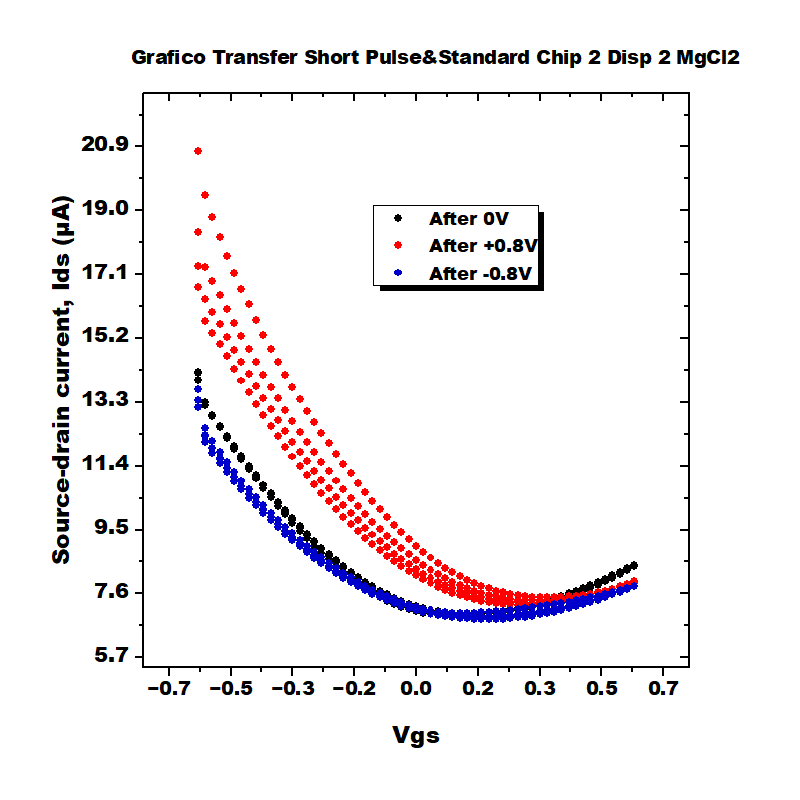 Grafico Transfer Short Pulse&Standard Chip 2 Disp 2 MgCl2
Source-drain current, Ids (µA)
20.9
19.0
17.1
15.2
13.3
11.4
9.5
7.6
5.7
After 0V
After +0.8V
After -0.8V
−0.7 −0.5 −0.3 −0.2 0.0 0.2 0.3 0.5 0.7
Vgs